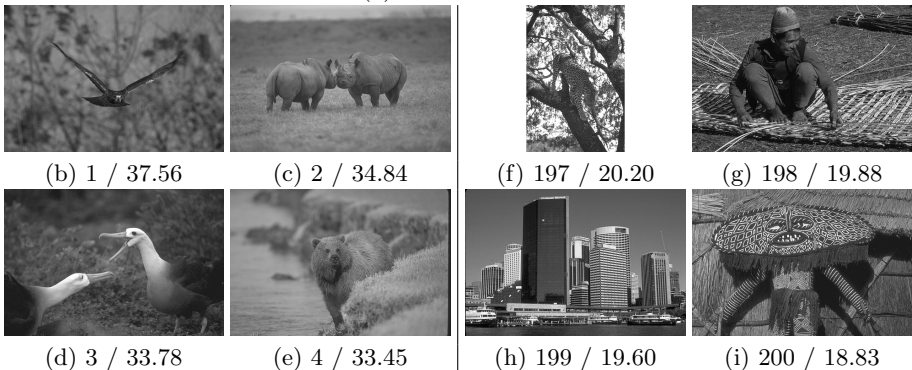 (b) 1 / 37.56
(c) 2 / 34.84
(f) 197 / 20.20
(g) 198 / 19.88
(d) 3 / 33.78
(e) 4 / 33.45
(h) 199 / 19.60
(i) 200 / 18.83